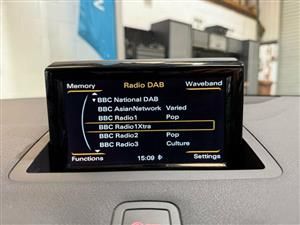 Memory Radio DAB Waveband
▾ BBC National DAB
BBC AsianNetwork Varied
BBC Radio1 Pop
BBC Radio1Xtra
BBC Radio2 Pop
BBC Radio3 Culture
Functions 15:09 Settings